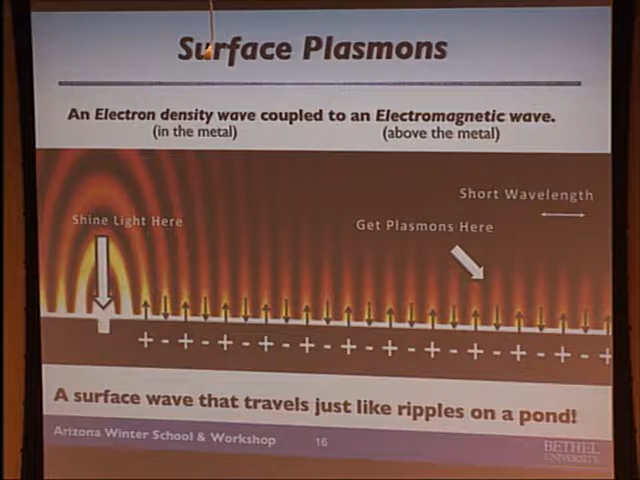 Surface Plasmons
An Electron density wave coupled to an Electromagnetic wave.
(in the metal) (above the metal)
Short Wavelength
Shine Light Here
Get Plasmons Here
+ - + - + - + - + - + - + - + - + - + - + - +
A surface wave that travels just like ripples on a pond!
Arizona Winter School & Workshop 16
BETHEL
UNIVERSITY